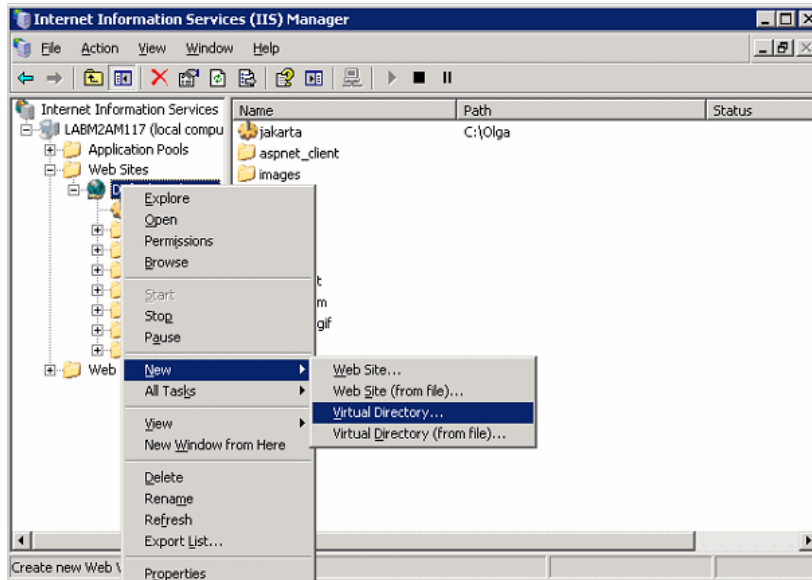 Internet Information Services (IIS) Manager
File Action View Window Help
Internet Information Services
LABM2AM117 (local compu
Application Pools
Web Sites
Web
Name Path Status
jakarta C:\Olga
aspnet_client
images
t
m
gif
Explore
Open
Permissions
Browse
Start
Stop
Pause
New
All Tasks
View
New Window from Here
Delete
Rename
Refresh
Export List...
Properties
Web Site...
Web Site (from file)...
Virtual Directory...
Virtual Directory (from file)...
Create new Web V